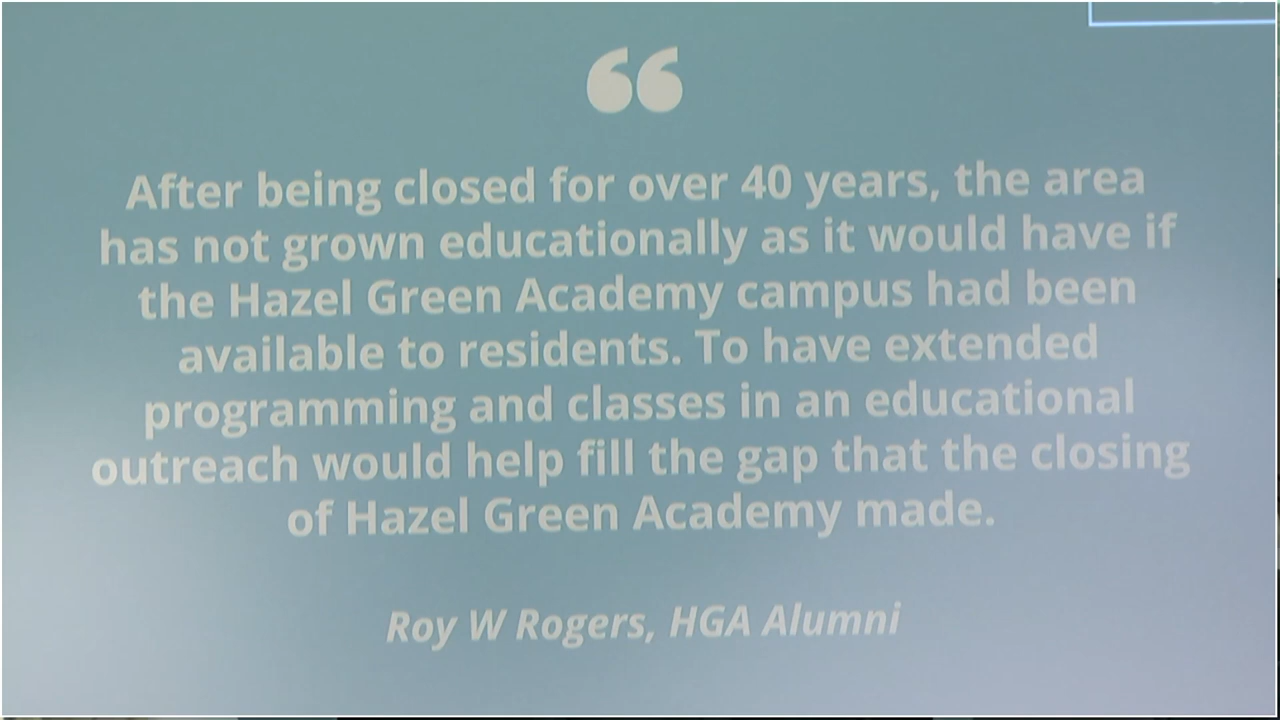 “
After being closed for over 40 years, the area
has not grown educationally as it would have if
the Hazel Green Academy campus had been
available to residents. To have extended
programming and classes in an educational
outreach would help fill the gap that the closing
of Hazel Green Academy made.
Roy W Rogers, HGA Alumni